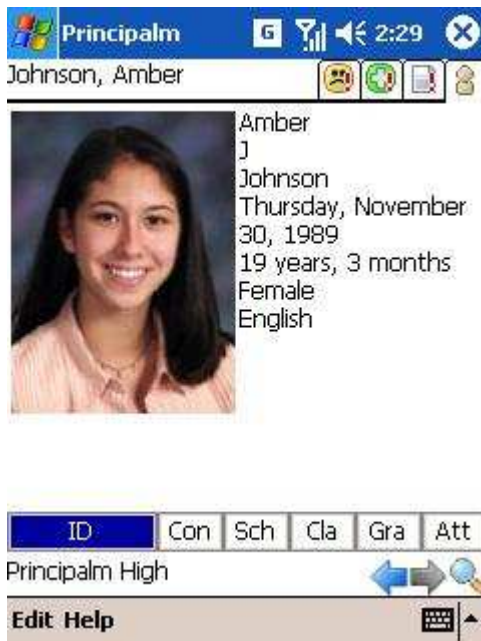 Principalm G 2:29
Johnson, Amber
Amber
J
Johnson
Thursday, November
30, 1989
19 years, 3 months
Female
English
ID Con Sch Cla Gra Att
Principalm High
Edit Help